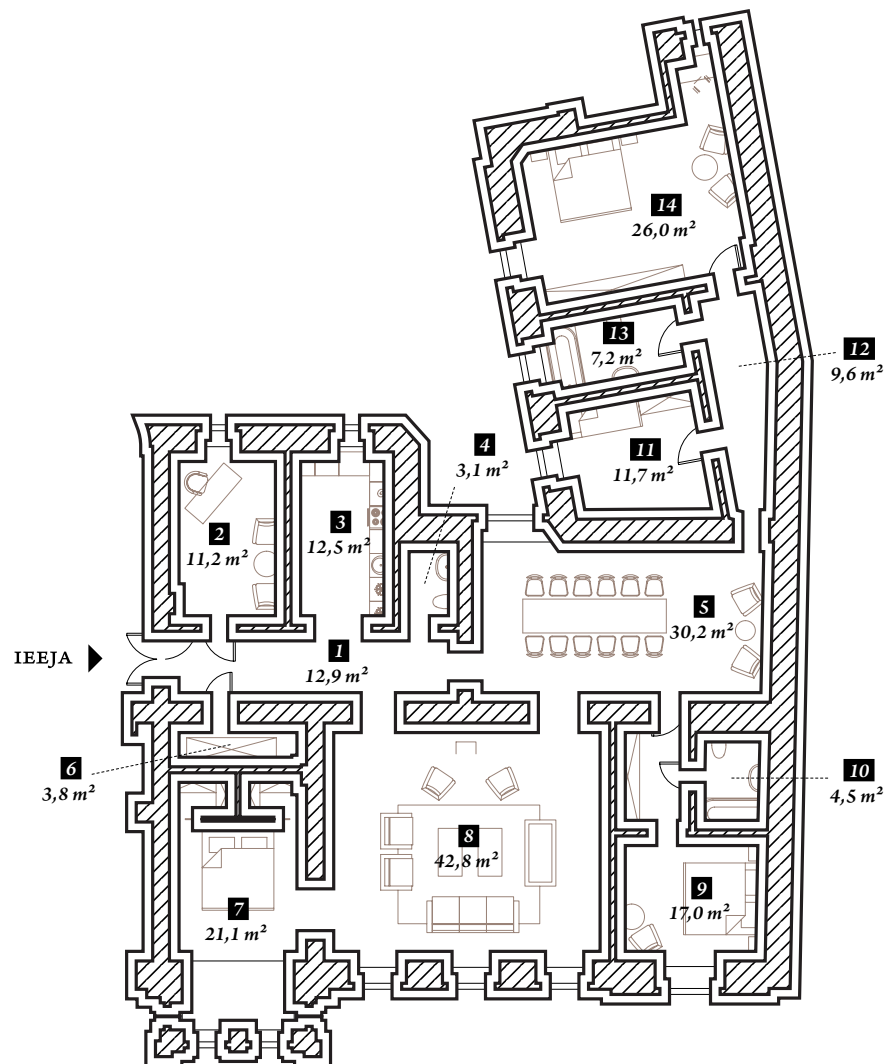 14
26,0 m²
13
7,2 m²
12
9,6 m²
4
3,1 m²
11
11,7 m²
2
11,2 m²
3
12,5 m²
5
30,2 m²
IEEJA
1
12,9 m²
6
3,8 m²
10
4,5 m²
8
42,8 m²
9
17,0 m²
7
21,1 m²